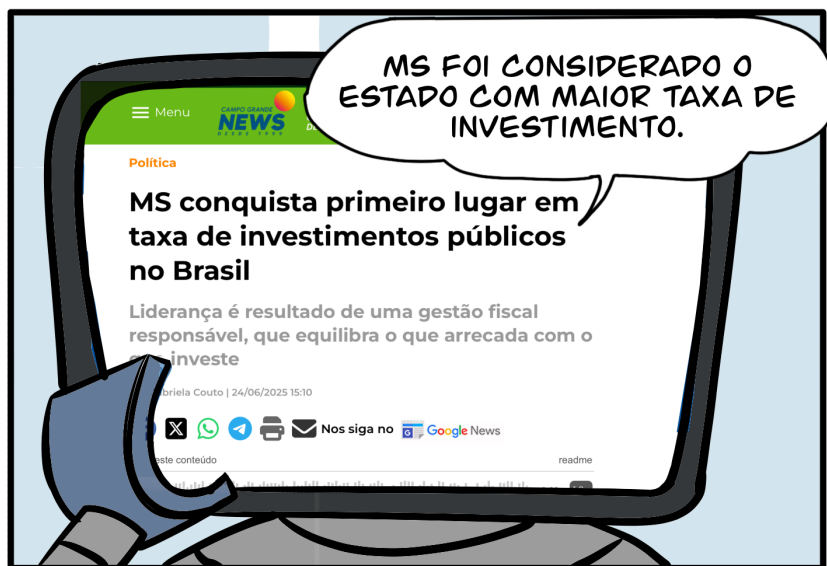 MS FOI CONSIDERADO O
ESTADO COM MAIOR TAXA DE
INVESTIMENTO.
Menu
CAMPO GRANDE
NEWS
DESDE 1999
Política
MS conquista primeiro lugar em
taxa de investimentos públicos
no Brasil
Liderança é resultado de uma gestão fiscal
responsável, que equilibra o que arrecada com o
investe
Couto | 24/06/2025 15:10
Nos siga no Google News
este conteúdo
readme